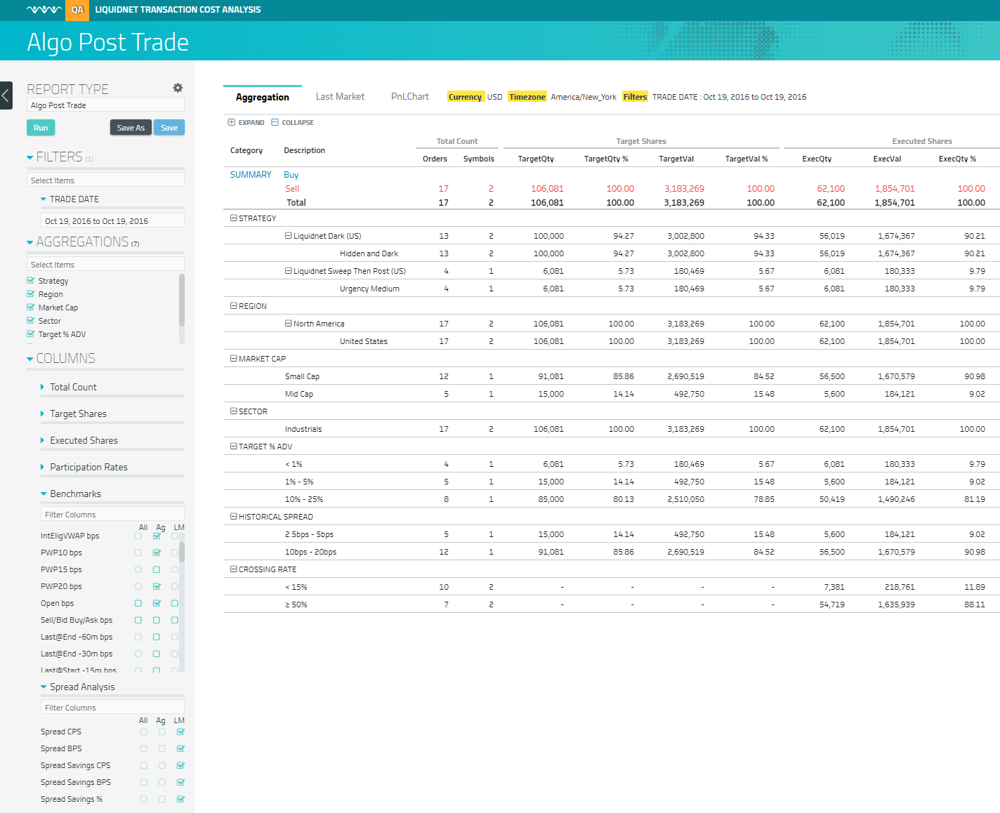 QA LIQUIDNET TRANSACTION COST ANALYSIS
Algo Post Trade
REPORT TYPE
Algo Post Trade
Run Save As Save
FILTERS (1)
Select Items
TRADE DATE
Oct 19, 2016 to Oct 19, 2016
AGGREGATIONS (7)
Select Items
Strategy
Region
Market Cap
Sector
Target % ADV
COLUMNS
Total Count
Target Shares
Executed Shares
Participation Rates
Benchmarks
Filter Columns
All Ag LM
IntEligVWAP bps
PWP10 bps
PWP15 bps
PWP20 bps
Open bps
Sell/Bid Buy/Ask bps
Last@End -60m bps
Last@End -30m bps
Last@Start -15m bps
Spread Analysis
Filter Columns
All Ag LM
Spread CPS
Spread BPS
Spread Savings CPS
Spread Savings BPS
Spread Savings %
Aggregation Last Market PnLChart Currency USD Timezone America/New_York Filters TRADE DATE : Oct 19, 2016 to Oct 19, 2016
EXPAND COLLAPSE
Total Count Target Shares Executed Shares
Category Description Orders Symbols TargetQty TargetQty % TargetVal TargetVal % ExecQty ExecVal ExecQty %
SUMMARY Buy
Sell 17 2 106,081 100.00 3,183,269 100.00 62,100 1,854,701 100.00
Total 17 2 106,081 100.00 3,183,269 100.00 62,100 1,854,701 100.00
STRATEGY
Liquidnet Dark (US) 13 2 100,000 94.27 3,002,800 94.33 56,019 1,674,367 90.21
Hidden and Dark 13 2 100,000 94.27 3,002,800 94.33 56,019 1,674,367 90.21
Liquidnet Sweep Then Post (US) 4 1 6,081 5.73 180,469 5.67 6,081 180,333 9.79
Urgency Medium 4 1 6,081 5.73 180,469 5.67 6,081 180,333 9.79
REGION
North America 17 2 106,081 100.00 3,183,269 100.00 62,100 1,854,701 100.00
United States 17 2 106,081 100.00 3,183,269 100.00 62,100 1,854,701 100.00
MARKET CAP
Small Cap 12 1 91,081 85.86 2,690,519 84.52 56,500 1,670,579 90.98
Mid Cap 5 1 15,000 14.14 492,750 15.48 5,600 184,121 9.02
SECTOR
Industrials 17 2 106,081 100.00 3,183,269 100.00 62,100 1,854,701 100.00
TARGET % ADV
< 1% 4 1 6,081 5.73 180,469 5.67 6,081 180,333 9.79
1% - 5% 5 1 15,000 14.14 492,750 15.48 5,600 184,121 9.02
10% - 25% 8 1 85,000 80.13 2,510,050 78.85 50,419 1,490,246 81.19
HISTORICAL SPREAD
2.5bps - 5bps 5 1 15,000 14.14 492,750 15.48 5,600 184,121 9.02
10bps - 20bps 12 1 91,081 85.86 2,690,519 84.52 56,500 1,670,579 90.98
CROSSING RATE
< 15% 10 2 - - - - 7,381 218,761 11.89
≥ 50% 7 2 - - - - 54,719 1,635,939 88.11